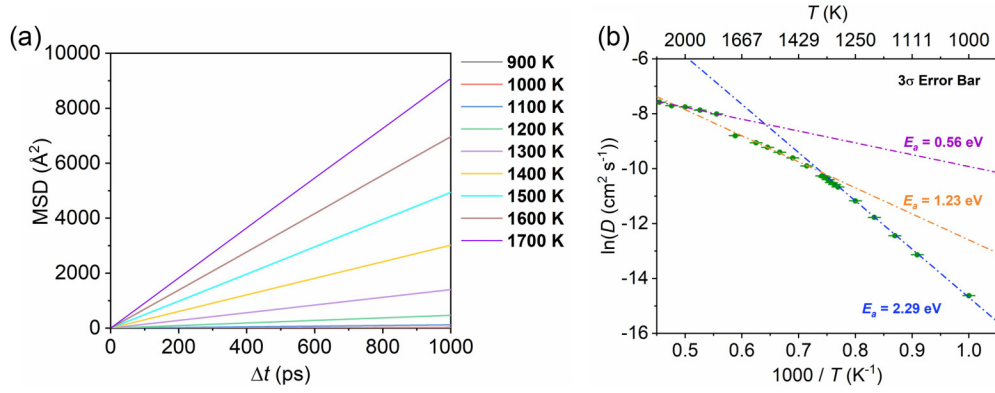 (a)
10000
8000
6000
4000
2000
0
MSD (Å²)
0 200 400 600 800 1000
Δt (ps)
900 K
1000 K
1100 K
1200 K
1300 K
1400 K
1500 K
1600 K
1700 K
(b)
T (K)
2000 1667 1429 1250 1111 1000
-6
-8
-10
-12
-14
-16
ln(D (cm² s⁻¹))
3σ Error Bar
Eₐ = 0.56 eV
Eₐ = 1.23 eV
Eₐ = 2.29 eV
0.5 0.6 0.7 0.8 0.9 1.0
1000 / T (K⁻¹)